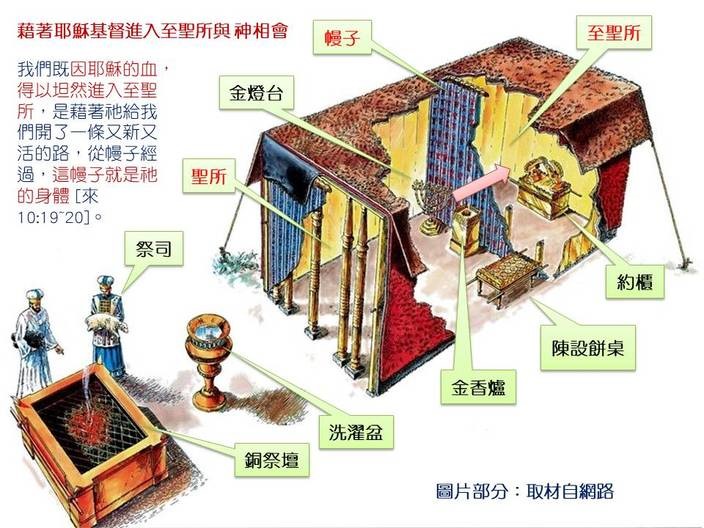 藉著耶穌基督進入至聖所與 神相會
我們既因耶穌的血，
得以坦然進入至聖
所，是藉著祂給我
們開了一條又新又
活的路，從幔子經
過，這幔子就是祂
的身體 [來
10:19~20]。
幔子
至聖所
金燈台
聖所
祭司
約櫃
陳設餅桌
金香爐
洗濯盆
銅祭壇
圖片部分：取材自網路